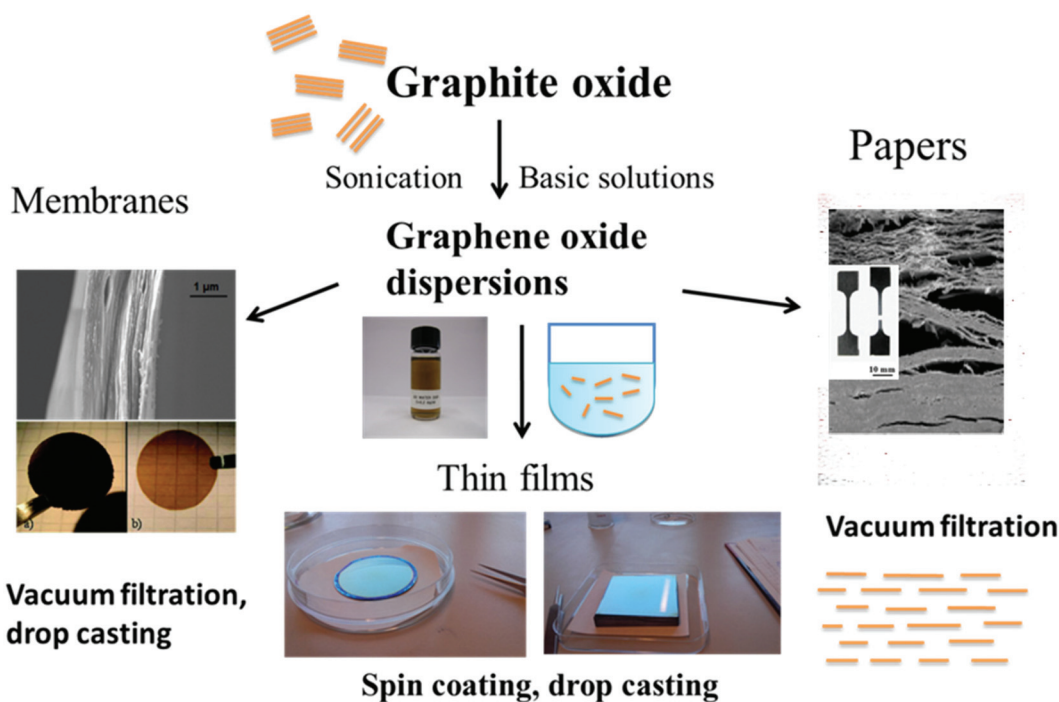 Graphite oxide
Sonication
Basic solutions
Papers
Membranes
Graphene oxide
dispersions
1 µm
10 mm
a)
b)
Thin films
Vacuum filtration,
drop casting
Vacuum filtration
Spin coating, drop casting